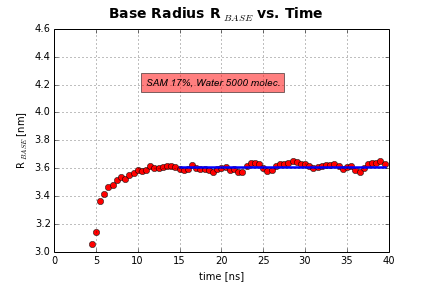 Base Radius R BASE vs. Time
4.6
4.4
4.2
4.0
3.8
3.6
3.4
3.2
3.0
R BASE [nm]
SAM 17%, Water 5000 molec.
0 5 10 15 20 25 30 35 40
time [ns]